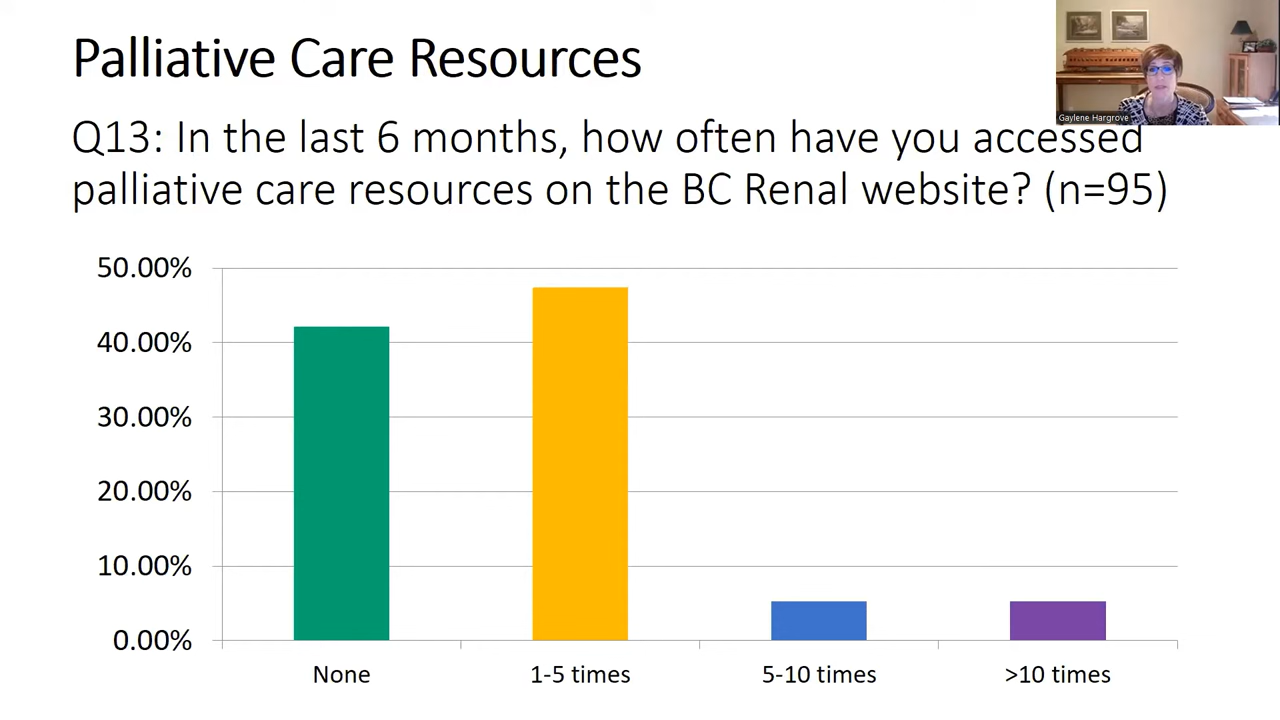 Palliative Care Resources
Gaylene Hargrove
Q13: In the last 6 months, how often have you accessed
palliative care resources on the BC Renal website? (n=95)
50.00%
40.00%
30.00%
20.00%
10.00%
0.00%
None
1-5 times
5-10 times
>10 times